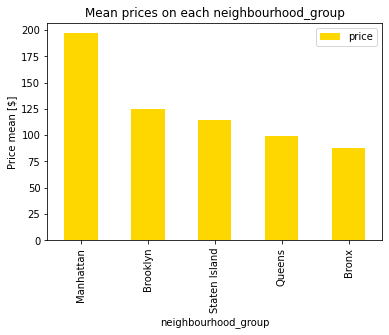 Mean prices on each neighbourhood_group
price
Price mean [$]
200
175
150
125
100
75
50
25
0
Manhattan
Brooklyn
Staten Island
Queens
Bronx
neighbourhood_group